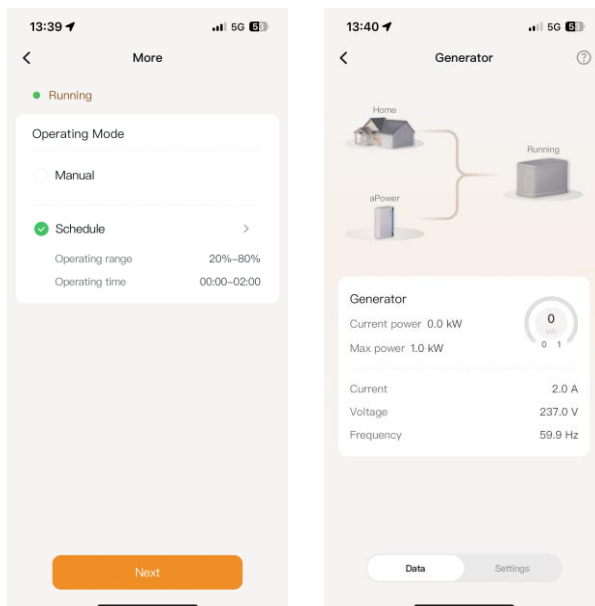 13:39
5G
5
More
Running
Operating Mode
Manual
Schedule
Operating range 20%–80%
Operating time 00:00–02:00
Next
13:40
5G
5
Generator
Home
Running
aPower
Generator
Current power 0.0 kW
Max power 1.0 kW
0
kW
0 1
Current 2.0 A
Voltage 237.0 V
Frequency 59.9 Hz
Data Settings